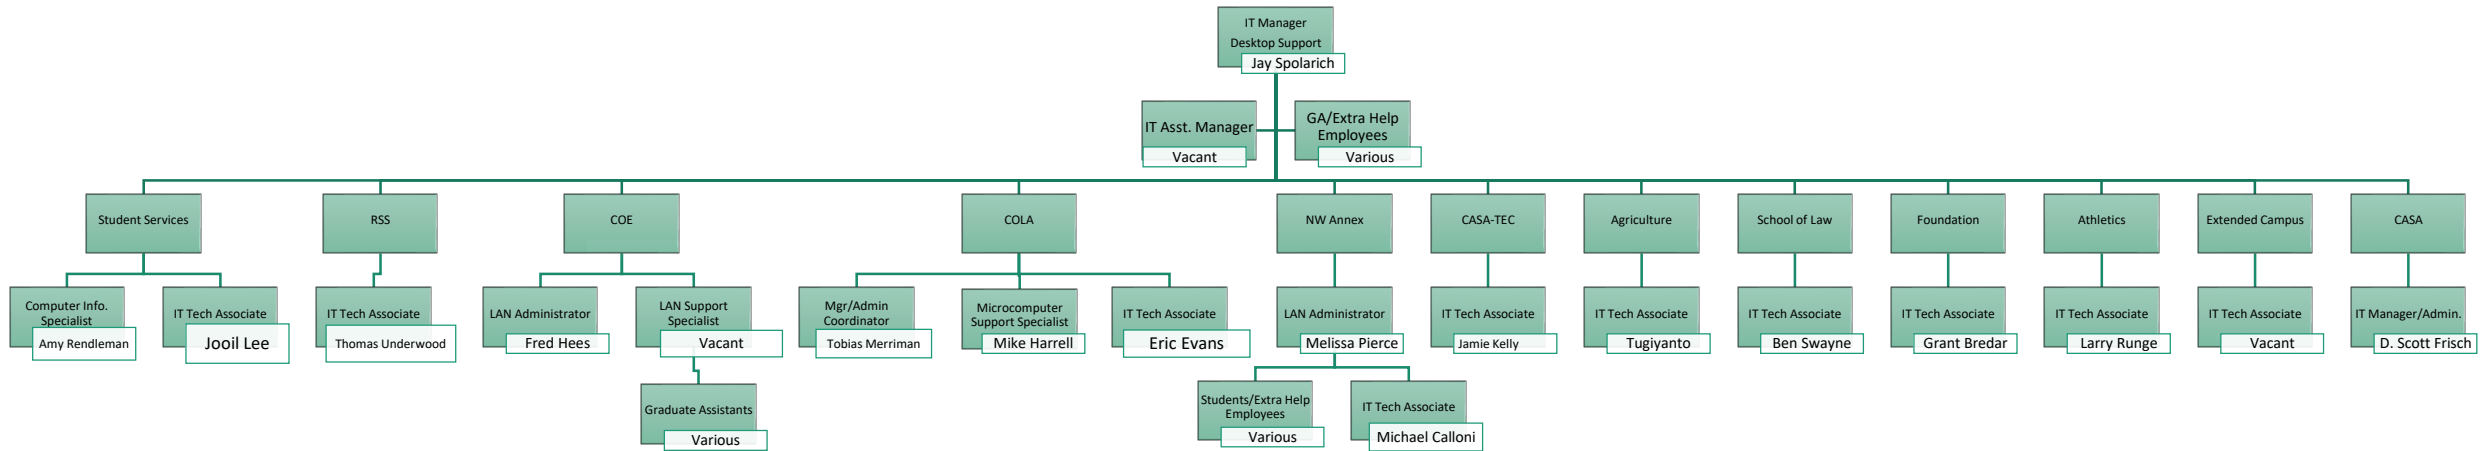 IT Manager
Desktop Support
Jay Spolarich
IT Asst. Manager
Vacant
GA/Extra Help
Employees
Various
Student Services
RSS
COE
COLA
NW Annex
CASA-TEC
Agriculture
School of Law
Foundation
Athletics
Extended Campus
CASA
Computer Info.
Specialist
Amy Rendleman
IT Tech Associate
Jooil Lee
IT Tech Associate
Thomas Underwood
LAN Administrator
Fred Hees
LAN Support
Specialist
Vacant
Mgr/Admin
Coordinator
Tobias Merriman
Microcomputer
Support Specialist
Mike Harrell
IT Tech Associate
Eric Evans
LAN Administrator
Melissa Pierce
IT Tech Associate
Jamie Kelly
IT Tech Associate
Tugiyanto
IT Tech Associate
Ben Swayne
IT Tech Associate
Grant Bredar
IT Tech Associate
Larry Runge
IT Tech Associate
Vacant
IT Manager/Admin.
D. Scott Frisch
Graduate Assistants
Various
Students/Extra Help
Employees
Various
IT Tech Associate
Michael Calloni